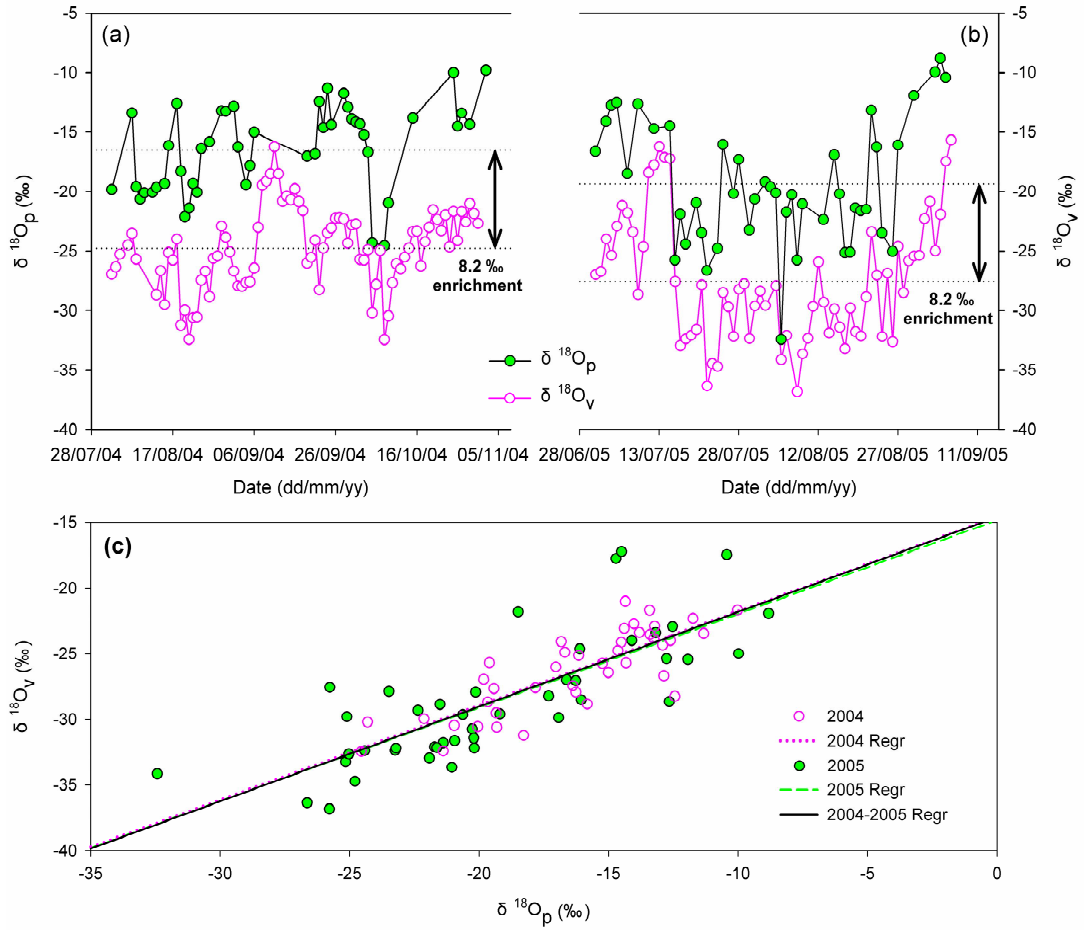 (a)
-5
-10
-15
-20
-25
-30
-35
-40
δ ¹⁸Oₚ (‰)
8.2 ‰
enrichment
28/07/04 17/08/04 06/09/04 26/09/04 16/10/04 05/11/04
Date (dd/mm/yy)
δ ¹⁸Oₚ
δ ¹⁸Oᵥ
(b)
-5
-10
-15
-20
-25
-30
-35
-40
δ ¹⁸Oᵥ (‰)
8.2 ‰
enrichment
28/06/05 13/07/05 28/07/05 12/08/05 27/08/05 11/09/05
Date (dd/mm/yy)
(c)
-15
-20
-25
-30
-35
-40
δ ¹⁸Oᵥ (‰)
2004
2004 Regr
2005
2005 Regr
2004-2005 Regr
-35 -30 -25 -20 -15 -10 -5 0
δ ¹⁸Oₚ (‰)